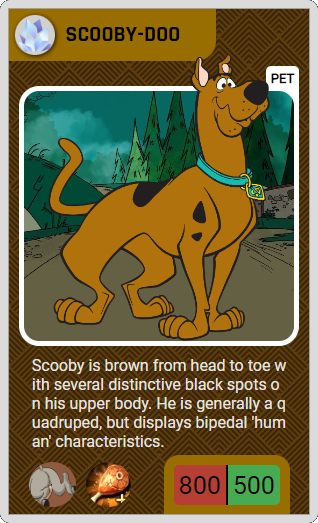 SCOOBY-DOO
PET
Scooby is brown from head to toe w
ith several distinctive black spots o
n his upper body. He is generally a q
uadruped, but displays bipedal 'hum
an' characteristics.
800 500